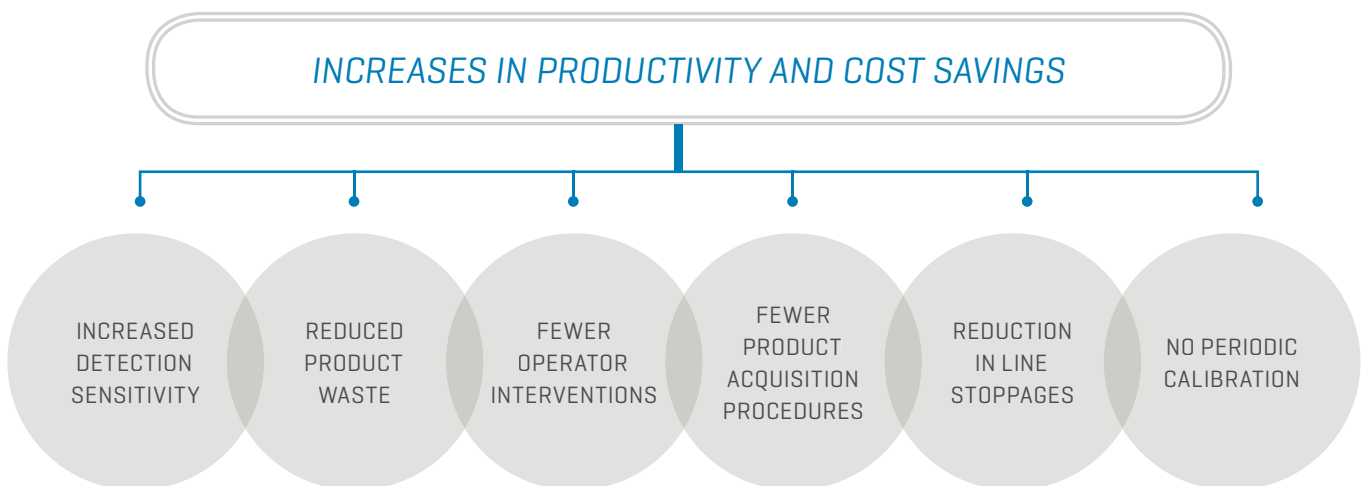 INCREASES IN PRODUCTIVITY AND COST SAVINGS
INCREASED
DETECTION
SENSITIVITY
REDUCED
PRODUCT
WASTE
FEWER
OPERATOR
INTERVENTIONS
FEWER
PRODUCT
ACQUISITION
PROCEDURES
REDUCTION
IN LINE
STOPPAGES
NO PERIODIC
CALIBRATION